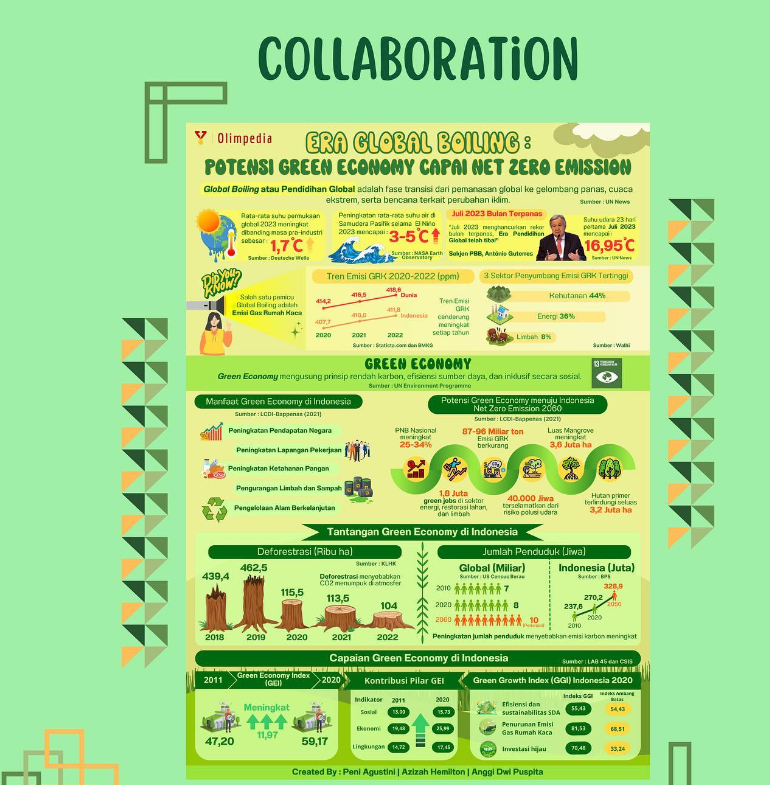 COLLABORATION
Olimpedia
ERA GLOBAL BOILING :
POTENSI GREEN ECONOMY CAPAI NET ZERO EMISSION
Global Boiling atau Pendidihan Global adalah fase transisi dari pemanasan global ke gelombang panas, cuaca
ekstrem, serta bencana terkait perubahan iklim.
Sumber : UN News
Rata-rata suhu permukaan
global 2023 meningkat
dibanding masa pra-industri
sebesar : 1,7°C
Sumber : Deutsche Welle
Peningkatan rata-rata suhu air di
Samudera Pasifik selama El Niño
2023 mencapai : 3-5°C
Sumber : NASA Earth
Observatory
Juli 2023 Bulan Terpanas
"Juli 2023 menghancurkan rekor
bulan terpanas, Era Pendidihan
Global telah tiba!"
Sekjen PBB, António Guterres
Suhu udara 23 hari
pertama Juli 2023
mencapai :
16,95°C
Sumber : UN News
Did You
Know!
Salah satu pemicu
Global Boiling adalah
Emisi Gas Rumah Kaca
Tren Emisi GRK 2020-2022 (ppm)
414,2 416,5 418,6 Dunia
407,7 411,8 Indonesia
2020 2021 2022
Tren Emisi
GRK
cenderung
meningkat
setiap tahun
Sumber : Statista.com dan BMKG
3 Sektor Penyumbang Emisi GRK Tertinggi
Kehutanan 44%
Energi 36%
Limbah 8%
Sumber : Walhi
GREEN ECONOMY
Green Economy mengusung prinsip rendah karbon, efisiensi sumber daya, dan inklusif secara sosial.
Sumber : UN Environment Programme
13
Manfaat Green Economy di Indonesia
Sumber : LCDI-Bappenas (2021)
Peningkatan Pendapatan Negara
Peningkatan Lapangan Pekerjaan
Peningkatan Ketahanan Pangan
Pengurangan Limbah dan Sampah
Pengelolaan Alam Berkelanjutan
Potensi Green Economy menuju Indonesia
Net Zero Emission 2060
Sumber : LCDI-Bappenas (2021)
PNB Nasional
meningkat
25-34%
87-96 Miliar ton
Emisi GRK
berkurang
Luas Mangrove
meningkat
3,6 Juta ha
1,8 Juta
green jobs di sektor
energi, restorasi lahan,
dan limbah
40.000 Jiwa
terselamatkan dari
risiko polusi udara
Hutan primer
terlindungi seluas
3,2 Juta ha
Tantangan Green Economy di Indonesia
Deforestrasi (Ribu ha)
Sumber : KLHK
Deforestasi menyebabkan
CO2 menumpuk di atmosfer
439,4 462,5 115,5 113,5 104
2018 2019 2020 2021 2022
Jumlah Penduduk (Jiwa)
Global (Miliar)
Sumber : US Census Bureau
2010 7
2020 8
2060 10
Indonesia (Juta)
Sumber : BPS
237,6 270,2 328,9
2010 2020 2050
Peningkatan jumlah penduduk menyebabkan emisi karbon meningkat
Capaian Green Economy di Indonesia
Sumber : LAB 45 dan CSIS
2011 Green Economy Index
(GEI) 2020
Meningkat
11,97
47,20 59,17
Kontribusi Pilar GEI
Indikator 2011 2020
Sosial 13,00 15,73
Ekonomi 19,48 25,99
Lingkungan 14,72 17,45
Green Growth Index (GGI) Indonesia 2020
Indeks GGI Indeks Ambang
Batas
Efisiensi dan
sustainabilitas SDA 55,43 54,43
Penurunan Emisi
Gas Rumah Kaca 81,53 68,51
Investasi hijau 76,48 33,24
Created By : Peni Agustini | Azizah Hemilton | Anggi Dwi Puspita